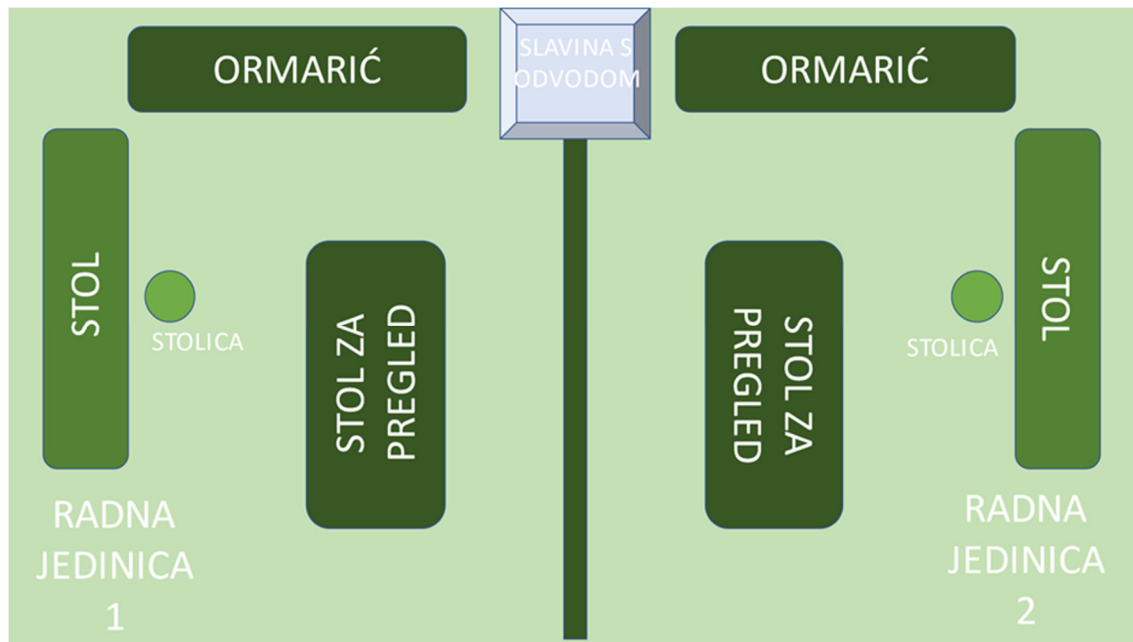 ORMARIĆ
SLAVINA S
ODVODOM
ORMARIĆ
STOL
STOLICA
STOL ZA
PREGLED
STOL ZA
PREGLED
STOLICA
STOL
RADNA
JEDINICA
1
RADNA
JEDINICA
2